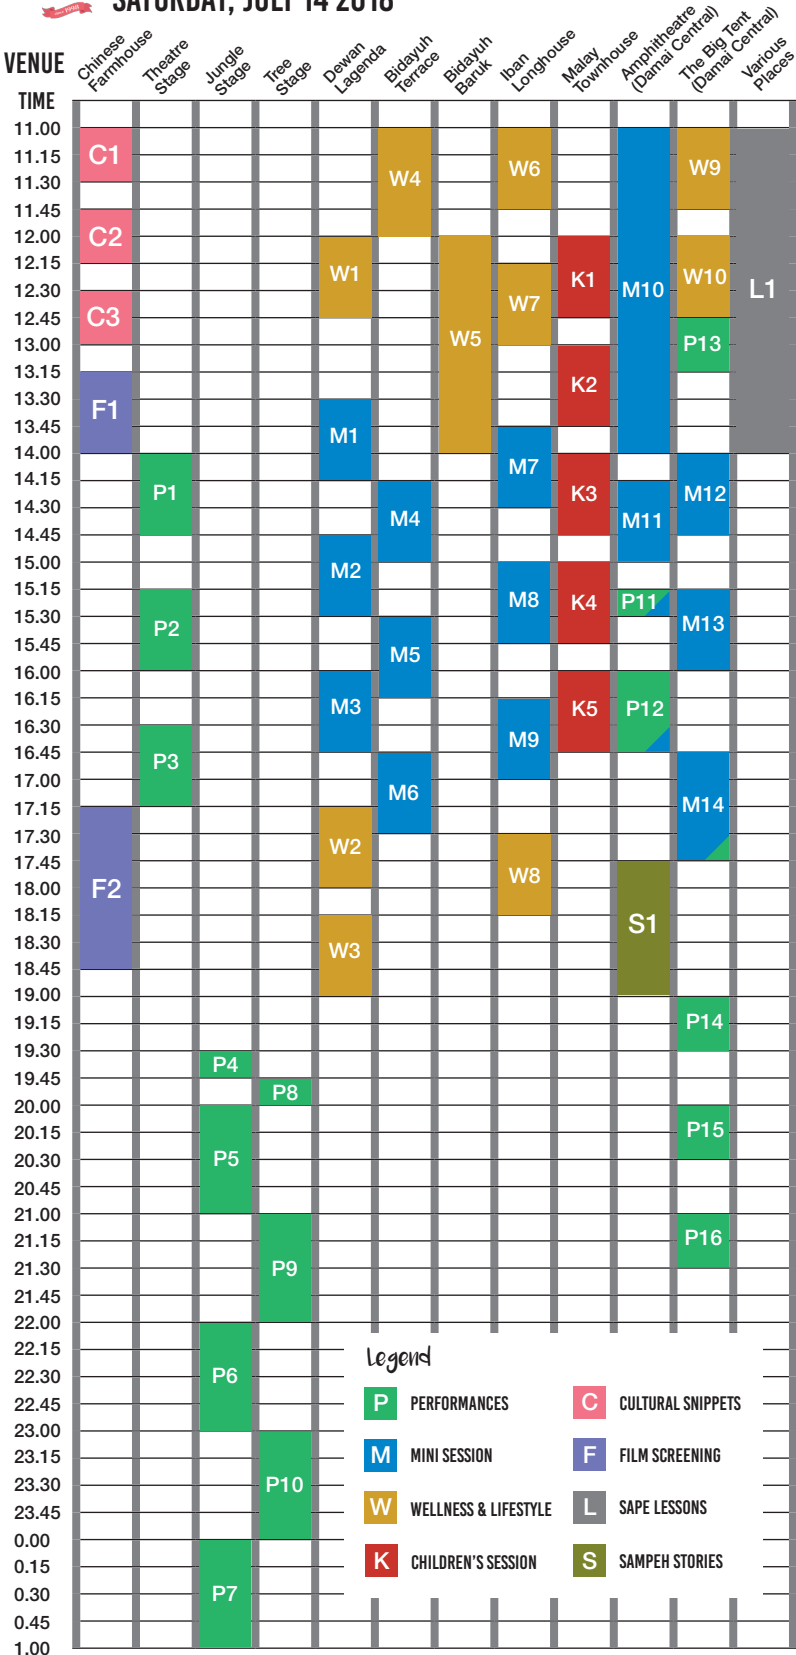 SATURDAY, JULY 14 2018
VENUE
Chinese Farmhouse
Theatre Stage
Jungle Stage
Tree Stage
Dewan Lagenda
Bidayuh Terrace
Bidayuh Baruk
Iban Longhouse
Malay Townhouse
Amphitheatre (Damai Central)
The Big Tent (Damai Central)
Various Places
TIME
11.00
11.15 C1
W4 W6 W9
11.30
11.45
12.00 C2
12.15 W1 K1 W10
12.30 W7 M10 L1
12.45 C3
13.00 W5 P13
13.15
13.30 F1 K2
13.45 M1
14.00
14.15 P1 M7 K3 M12
14.30 M4 M11
14.45
15.00 M2
15.15 M8 K4 P11
15.30 P2 M13
15.45 M5
16.00
16.15 M3 K5 P12
16.30 M9
16.45 P3
17.00 M6
17.15 M14
17.30 W2
17.45
18.00 F2 W8
18.15 S1
18.30 W3
18.45
19.00
19.15 P14
19.30 P4
19.45 P8
20.00
20.15 P15
20.30 P5
20.45
21.00
21.15 P16
21.30 P9
21.45
22.00
22.15
22.30 P6
22.45
23.00
23.15
23.30 P10
23.45
0.00
0.15
0.30 P7
0.45
1.00
Legend
P PERFORMANCES
M MINI SESSION
W WELLNESS & LIFESTYLE
K CHILDREN'S SESSION
C CULTURAL SNIPPETS
F FILM SCREENING
L SAPE LESSONS
S SAMPEH STORIES